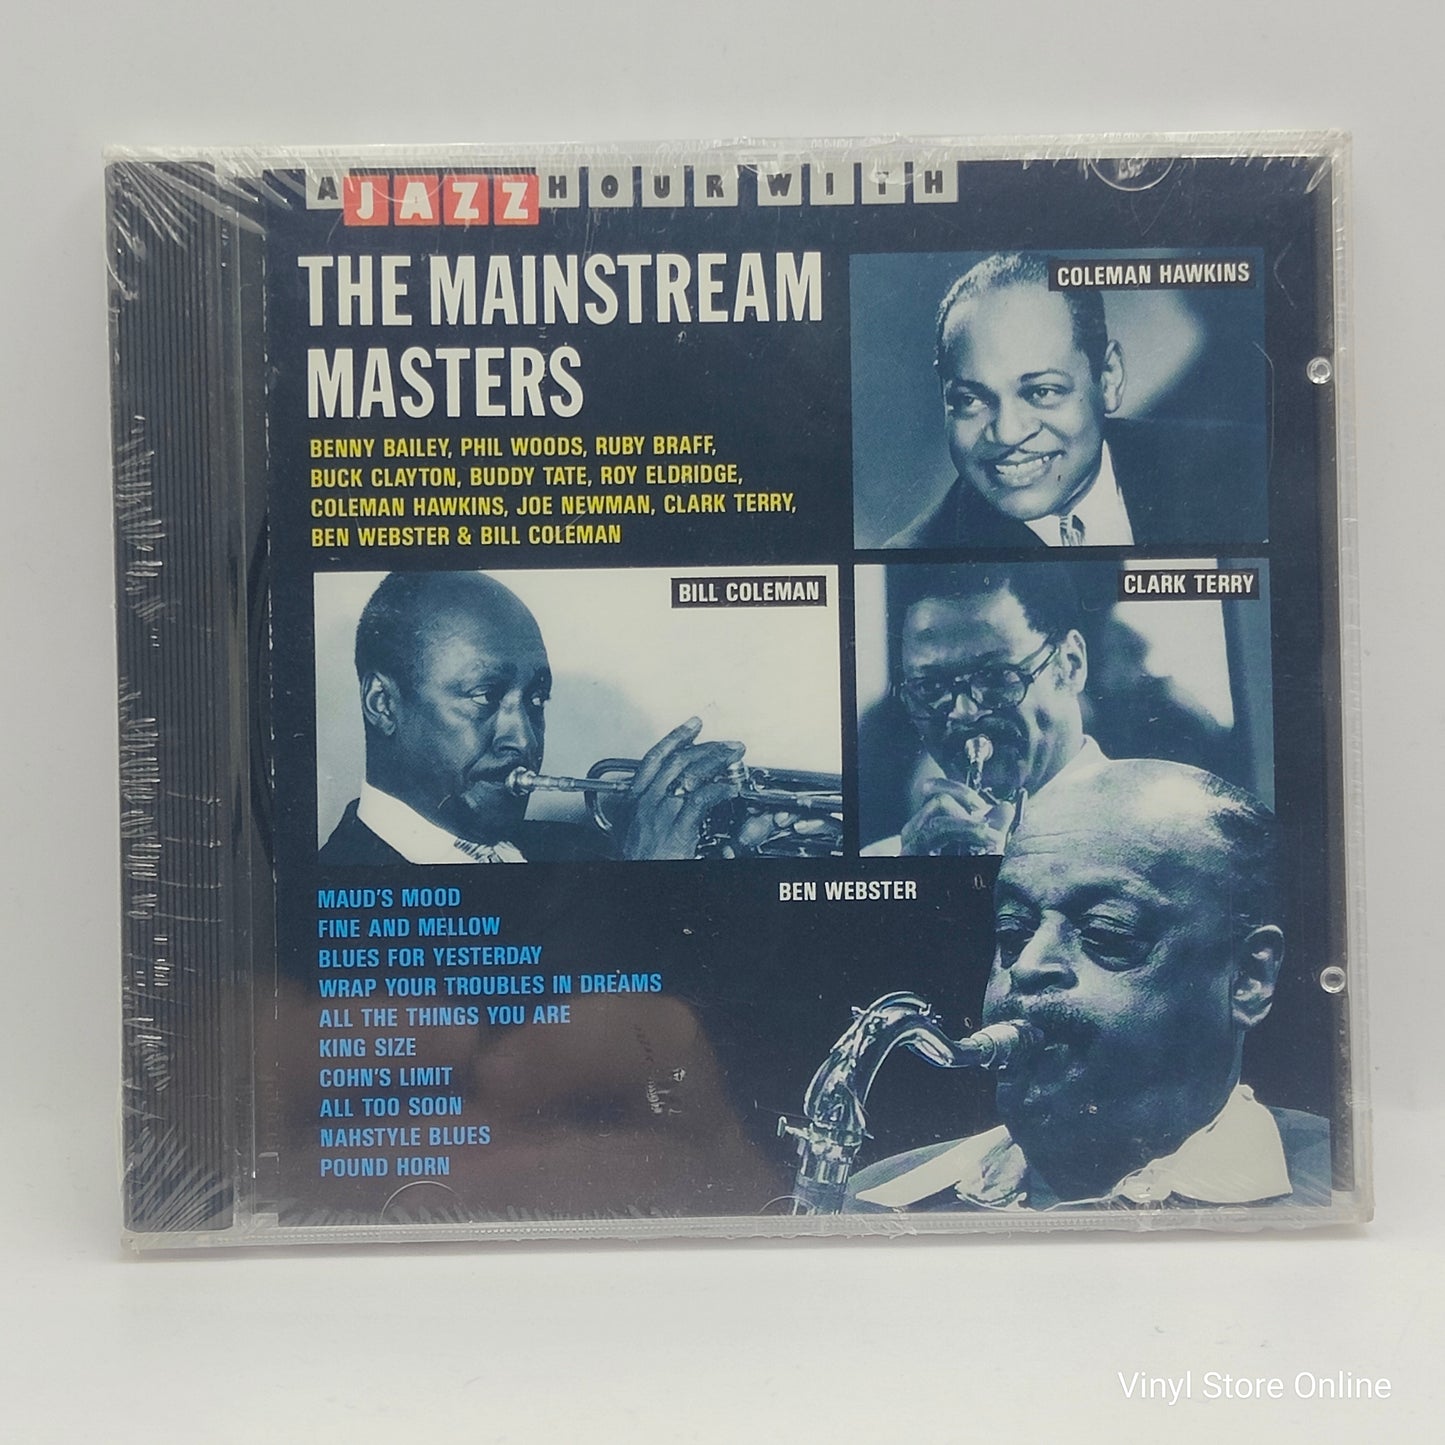 A JAZZ HOUR WITH
THE MAINSTREAM
MASTERS
BENNY BAILEY, PHIL WOODS, RUBY BRAFF,
BUCK CLAYTON, BUDDY TATE, ROY ELDRIDGE,
COLEMAN HAWKINS, JOE NEWMAN, CLARK TERRY,
BEN WEBSTER & BILL COLEMAN
COLEMAN HAWKINS
BILL COLEMAN
CLARK TERRY
BEN WEBSTER
MAUD'S MOOD
FINE AND MELLOW
BLUES FOR YESTERDAY
WRAP YOUR TROUBLES IN DREAMS
ALL THE THINGS YOU ARE
KING SIZE
COHN'S LIMIT
ALL TOO SOON
NAHSTYLE BLUES
POUND HORN
Vinyl Store Online